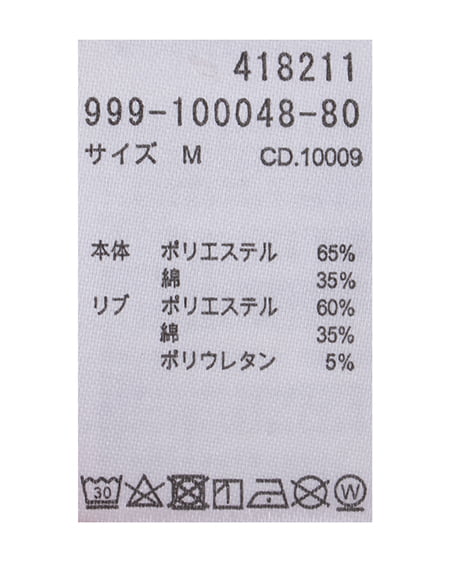 418211
999-100048-80
サイズ M CD.10009
本体 ポリエステル 65%
綿 35%
リブ ポリエステル 60%
綿 35%
ポリウレタン 5%
30 W